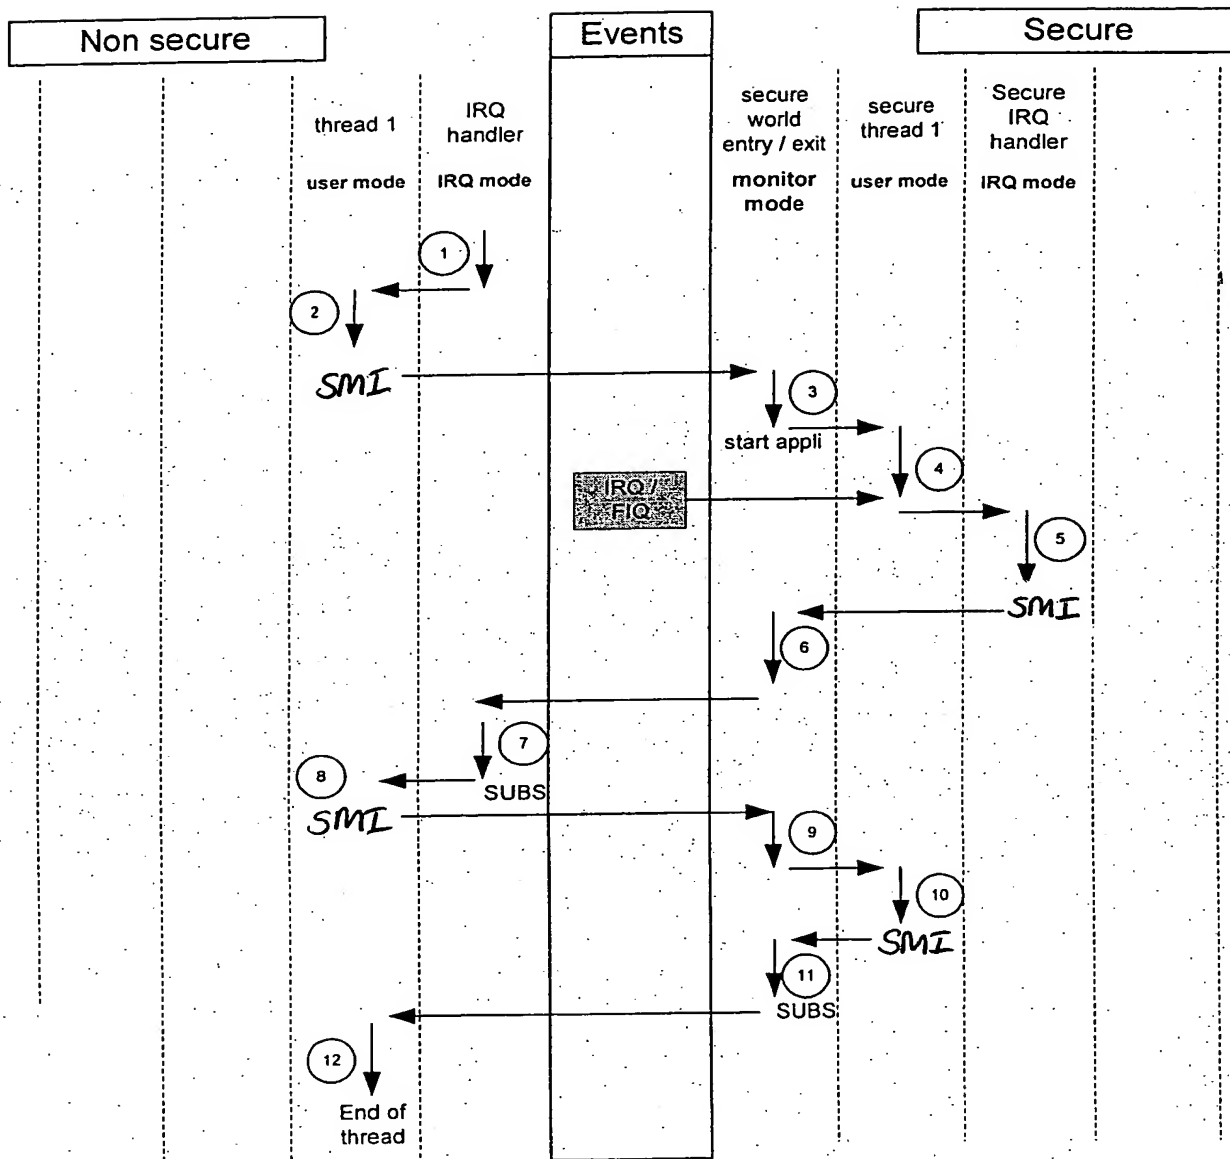 Non secure
Events
Secure
thread 1
user mode
IRQ
handler
IRQ mode
secure
world
entry / exit
monitor
mode
secure
thread 1
user mode
Secure
IRQ
handler
IRQ mode
1
2
SMI
3
start appli
4
IRQ /
FIQ
5
SMI
6
7
8
SUBS
SMI
9
10
SMI
11
SUBS
12
End of
thread